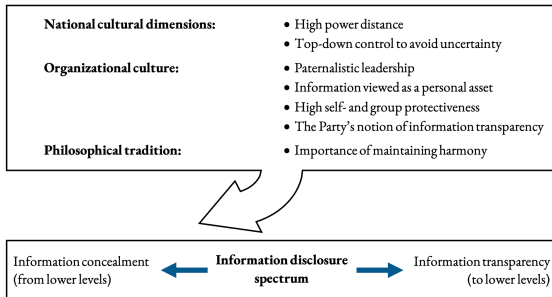 National cultural dimensions: • High power distance
• Top-down control to avoid uncertainty
Organizational culture: • Paternalistic leadership
• Information viewed as a personal asset
• High self- and group protectiveness
• The Party’s notion of information transparency
Philosophical tradition: • Importance of maintaining harmony
Information concealment
(from lower levels)
Information disclosure
spectrum
Information transparency
(to lower levels)